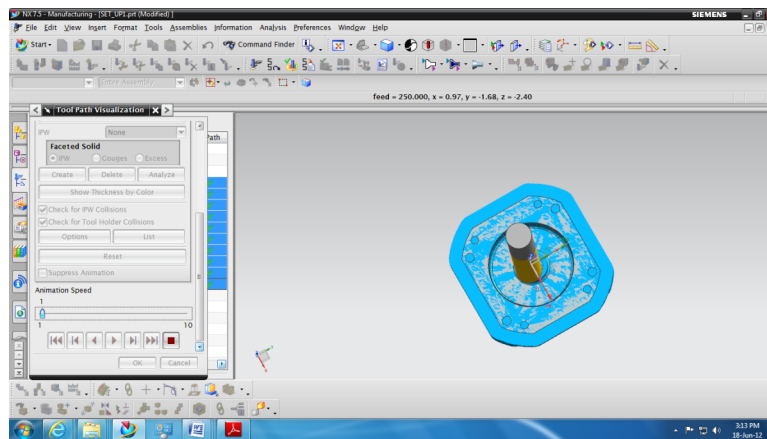 NX 7.5 - Manufacturing - [SET_UP1.prt (Modified) ]
SIEMENS
File Edit View Insert Format Tools Assemblies Information Analysis Preferences Window Help
Start Command Finder
Entire Assembly
feed = 250.000, x = 0.97, y = -1.68, z = -2.40
Tool Path Visualization
IPW None
Path
Faceted Solid
IPW Gouges Excess
Create Delete Analyze
Show Thickness by Color
Check for IPW Collisions
Check for Tool Holder Collisions
Options List
Reset
Suppress Animation
Animation Speed
1
1 10
OK Cancel
3:13 PM
18-Jun-12